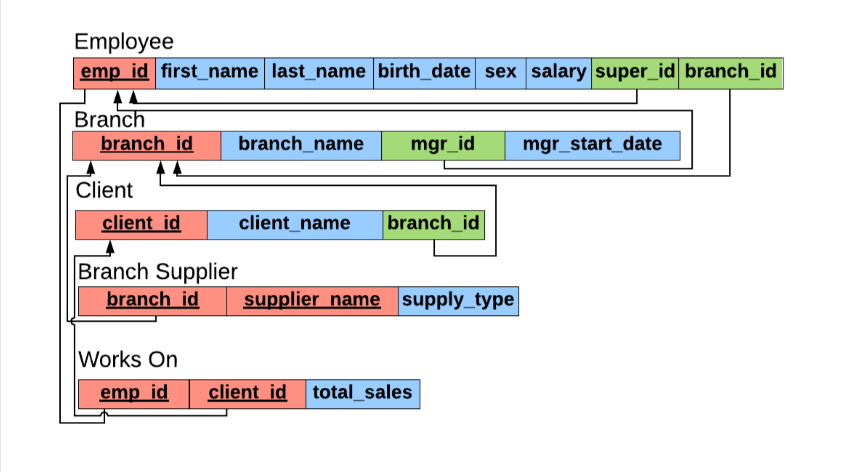 Employee
emp_id first_name last_name birth_date sex salary super_id branch_id
Branch
branch_id branch_name mgr_id mgr_start_date
Client
client_id client_name branch_id
Branch Supplier
branch_id supplier_name supply_type
Works On
emp_id client_id total_sales